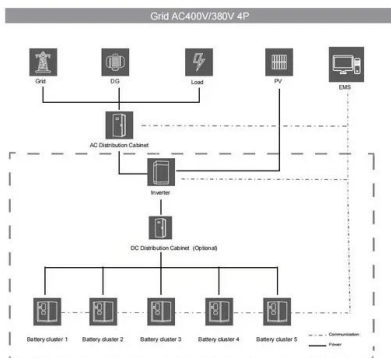 Grid AC400V/380V 4P
Grid
DG
Load
PV
EMS
AC Distribution Cabinet
Inverter
DC Distribution Cabinet (Optional)
Battery cluster 1
Battery cluster 2
Battery cluster 3
Battery cluster 4
Battery cluster 5
Communication
Power